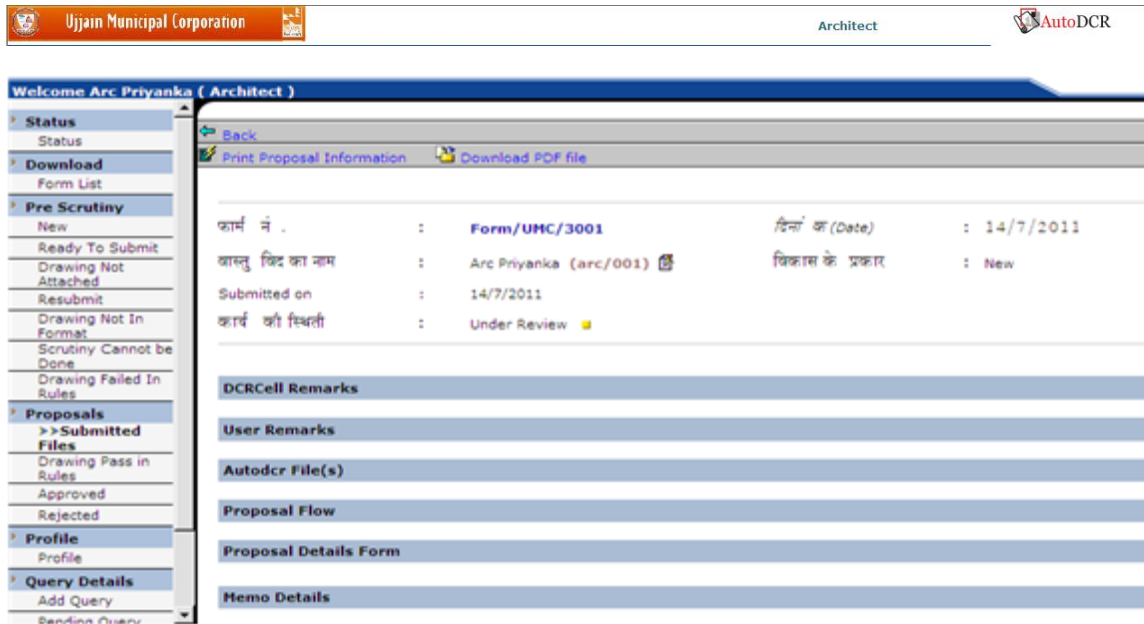 Ujjain Municipal Corporation
Architect
AutoDCR
Welcome Arc Priyanka ( Architect )
Status
Status
Download
Form List
Pre Scrutiny
New
Ready To Submit
Drawing Not
Attached
Resubmit
Drawing Not In
Format
Scrutiny Cannot be
Done
Drawing Failed In
Rules
Proposals
>>Submitted
Files
Drawing Pass in
Rules
Approved
Rejected
Profile
Profile
Query Details
Add Query
Pending Query
Back
Print Proposal Information Download PDF file
फार्म नं . : Form/UMC/3001 दिनां क (Date) : 14/7/2011
वास्तु विद का नाम : Arc Priyanka (arc/001) विकास के प्रकार : New
Submitted on : 14/7/2011
कार्य की स्थिती : Under Review
DCRCell Remarks
User Remarks
Autodcr File(s)
Proposal Flow
Proposal Details Form
Memo Details